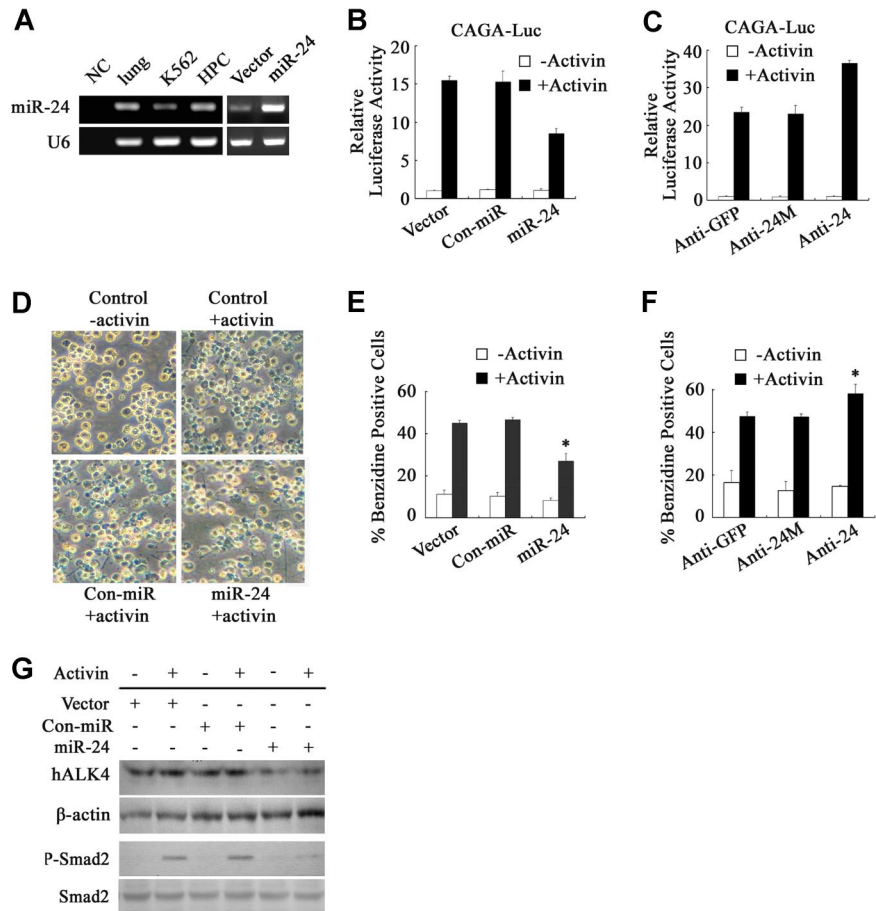 A
NC lung K562 HPC Vector miR-24
miR-24
U6
B
CAGA-Luc
-Activin
+Activin
Relative
Luciferase Activity
20
15
10
5
0
Vector Con-miR miR-24
C
CAGA-Luc
-Activin
+Activin
Relative
Luciferase Activity
40
30
20
10
0
Anti-GFP Anti-24M Anti-24
D
Control
-activin
Control
+activin
Con-miR
+activin
miR-24
+activin
E
-Activin
+Activin
% Benzidine Positive Cells
60
40
20
0
*
Vector Con-miR miR-24
F
-Activin
+Activin
% Benzidine Positive Cells
60
40
20
0
*
Anti-GFP Anti-24M Anti-24
G
Activin - + - + - +
Vector + + - - - -
Con-miR - - + + - -
miR-24 - - - - + +
hALK4
β-actin
P-Smad2
Smad2